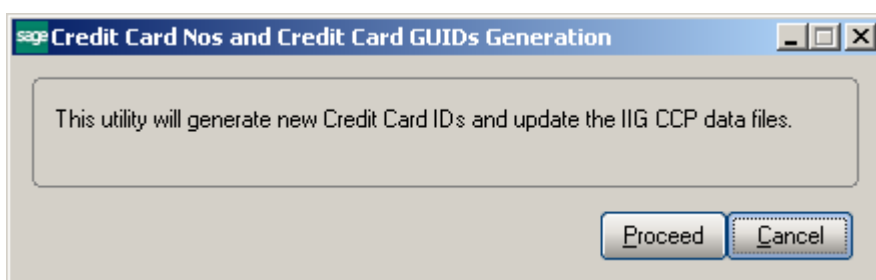 sage Credit Card Nos and Credit Card GUIDs Generation
This utility will generate new Credit Card IDs and update the IIG CCP data files.
Proceed Cancel